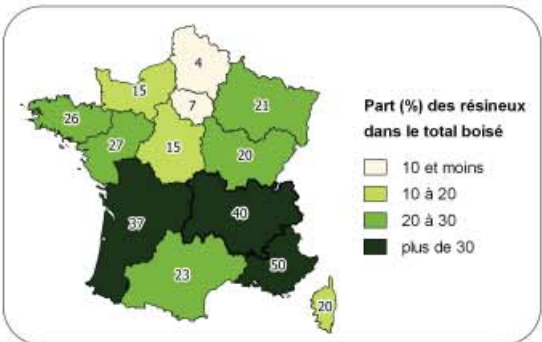 4
15
7
21
26
27
15
20
37
40
23
50
20
Part (%) des résineux
dans le total boisé
10 et moins
10 à 20
20 à 30
plus de 30